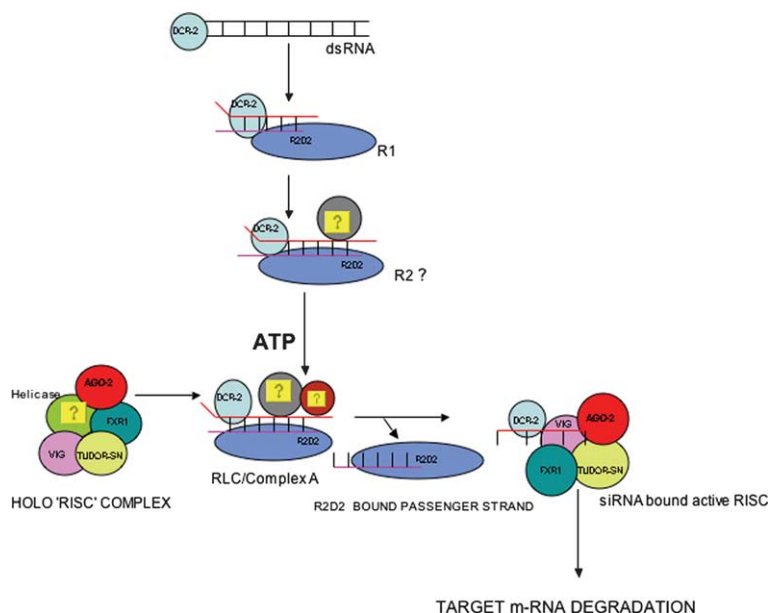 DCR-2
dsRNA
DCR-2
R2D2
R1
?
DCR-2
R2D2
R2 ?
ATP
AGO-2
Helicase
?
FXR1
VIG
TUDOR-SN
HOLO 'RISC' COMPLEX
?
?
DCR-2
R2D2
RLC/Complex A
R2D2
R2D2 BOUND PASSENGER STRAND
DCR-2
VIG
AGO-2
FXR1
TUDOR-SN
siRNA bound active RISC
TARGET m-RNA DEGRADATION